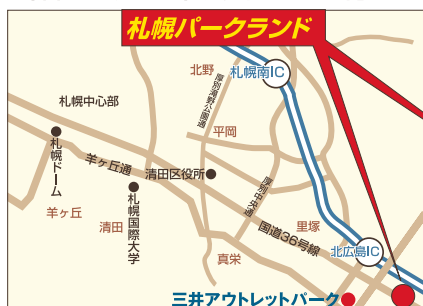 札幌パークランド
北野
札幌南IC
厚別滝野公園通
札幌中心部
平岡
札幌ドーム
羊ヶ丘通
清田区役所
羊ヶ丘
清田
札幌国際大学
厚別中央通
里塚
国道36号線
真栄
北広島IC
三井アウトレットパーク